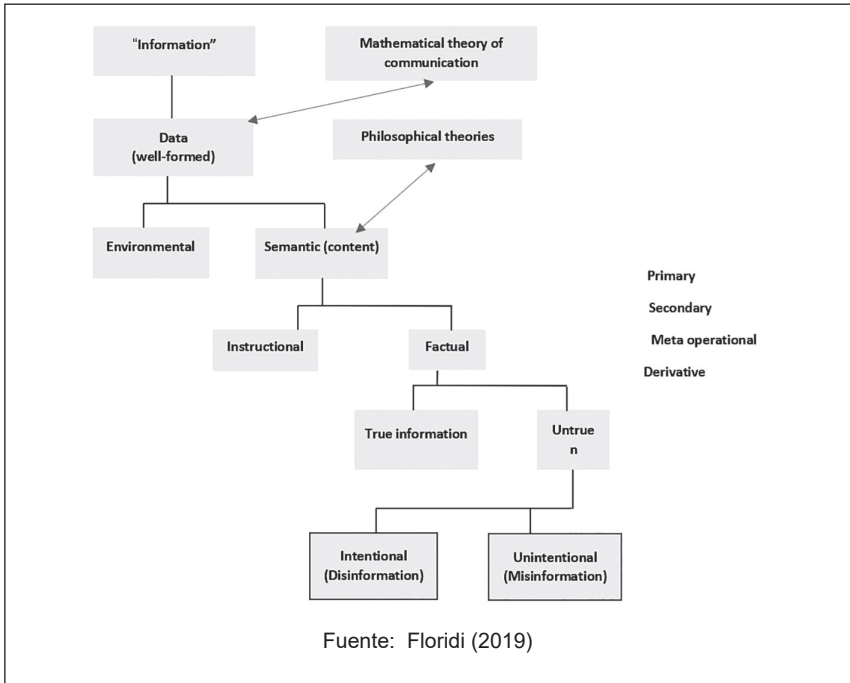 “Information”
Mathematical theory of
communication
Data
(well-formed)
Philosophical theories
Environmental
Semantic (content)
Primary
Secondary
Meta operational
Derivative
Instructional
Factual
True information
Untrue
n
Intentional
(Disinformation)
Unintentional
(Misinformation)
Fuente: Floridi (2019)